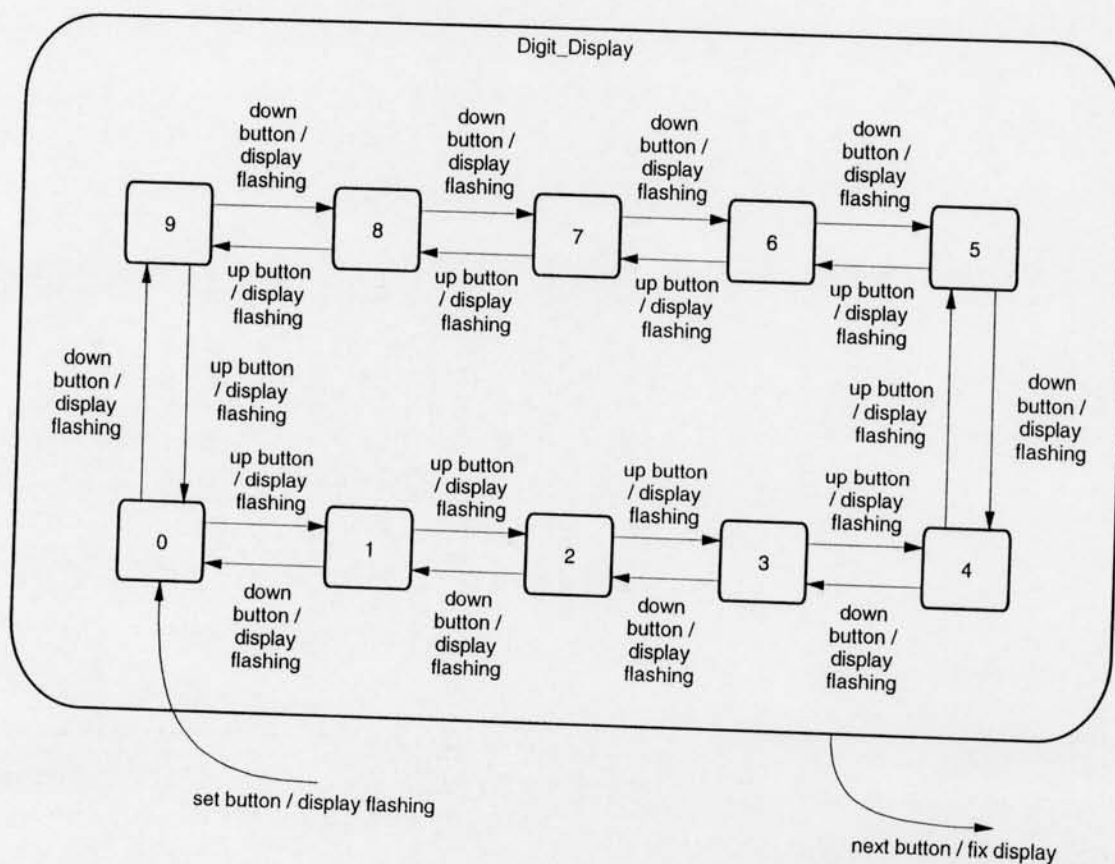 Digit_Display
down
button /
display
flashing
down
button /
display
flashing
down
button /
display
flashing
down
button /
display
flashing
9
8
7
6
5
up button
/ display
flashing
up button
/ display
flashing
up button
/ display
flashing
up button
/ display
flashing
down
button /
display
flashing
up button
/ display
flashing
up button
/ display
flashing
down
button /
display
flashing
up button
/ display
flashing
up button
/ display
flashing
up button
/ display
flashing
up button
/ display
flashing
0
1
2
3
4
down
button /
display
flashing
down
button /
display
flashing
down
button /
display
flashing
down
button /
display
flashing
set button / display flashing
next button / fix display